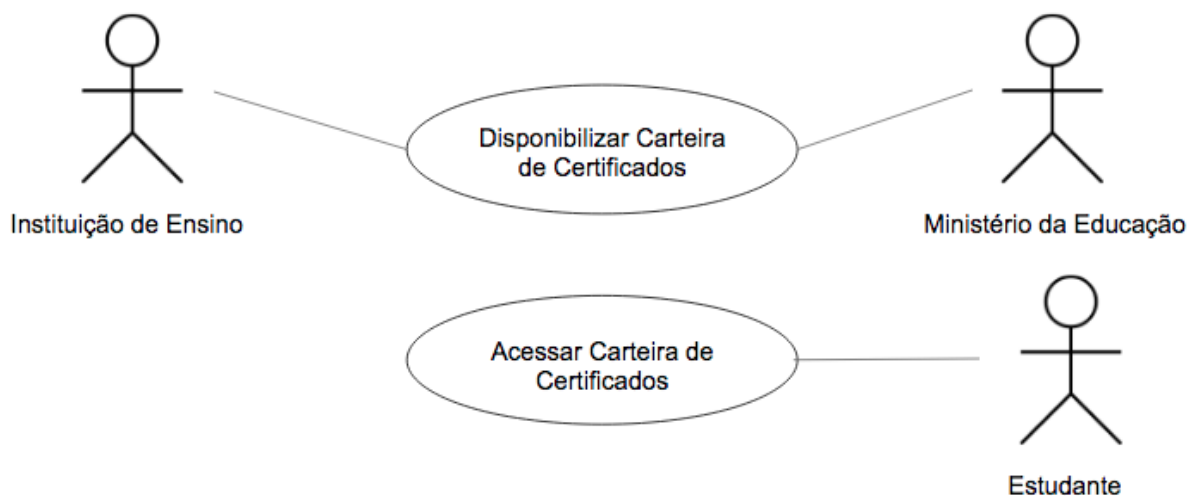 Disponibilizar Carteira
de Certificados
Instituição de Ensino
Ministério da Educação
Acessar Carteira de
Certificados
Estudante